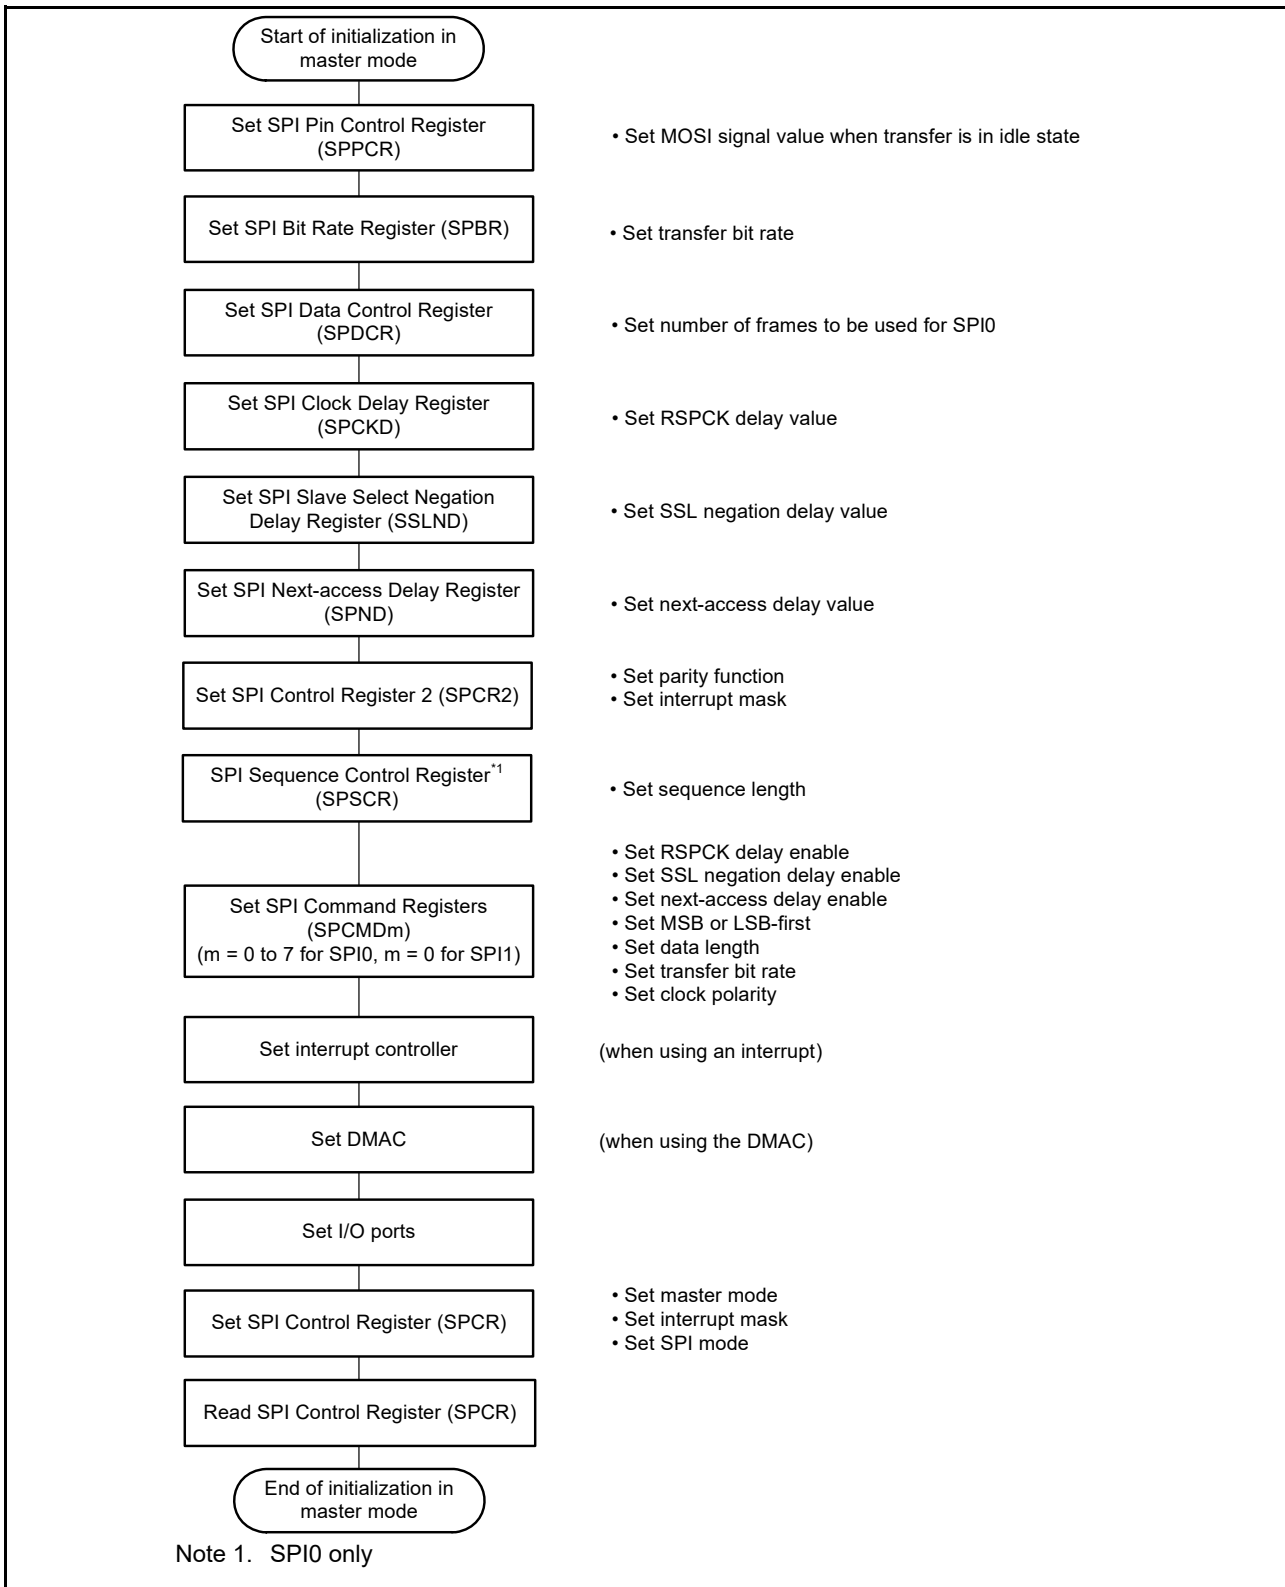 Start of initialization in
master mode
Set SPI Pin Control Register
(SPPCR)
• Set MOSI signal value when transfer is in idle state
Set SPI Bit Rate Register (SPBR)
• Set transfer bit rate
Set SPI Data Control Register
(SPDCR)
• Set number of frames to be used for SPI0
Set SPI Clock Delay Register
(SPCKD)
• Set RSPCK delay value
Set SPI Slave Select Negation
Delay Register (SSLND)
• Set SSL negation delay value
Set SPI Next-access Delay Register
(SPND)
• Set next-access delay value
Set SPI Control Register 2 (SPCR2)
• Set parity function
• Set interrupt mask
SPI Sequence Control Register*1
(SPSCR)
• Set sequence length
Set SPI Command Registers
(SPCMDm)
(m = 0 to 7 for SPI0, m = 0 for SPI1)
• Set RSPCK delay enable
• Set SSL negation delay enable
• Set next-access delay enable
• Set MSB or LSB-first
• Set data length
• Set transfer bit rate
• Set clock polarity
Set interrupt controller
(when using an interrupt)
Set DMAC
(when using the DMAC)
Set I/O ports
Set SPI Control Register (SPCR)
• Set master mode
• Set interrupt mask
• Set SPI mode
Read SPI Control Register (SPCR)
End of initialization in
master mode
Note 1. SPI0 only